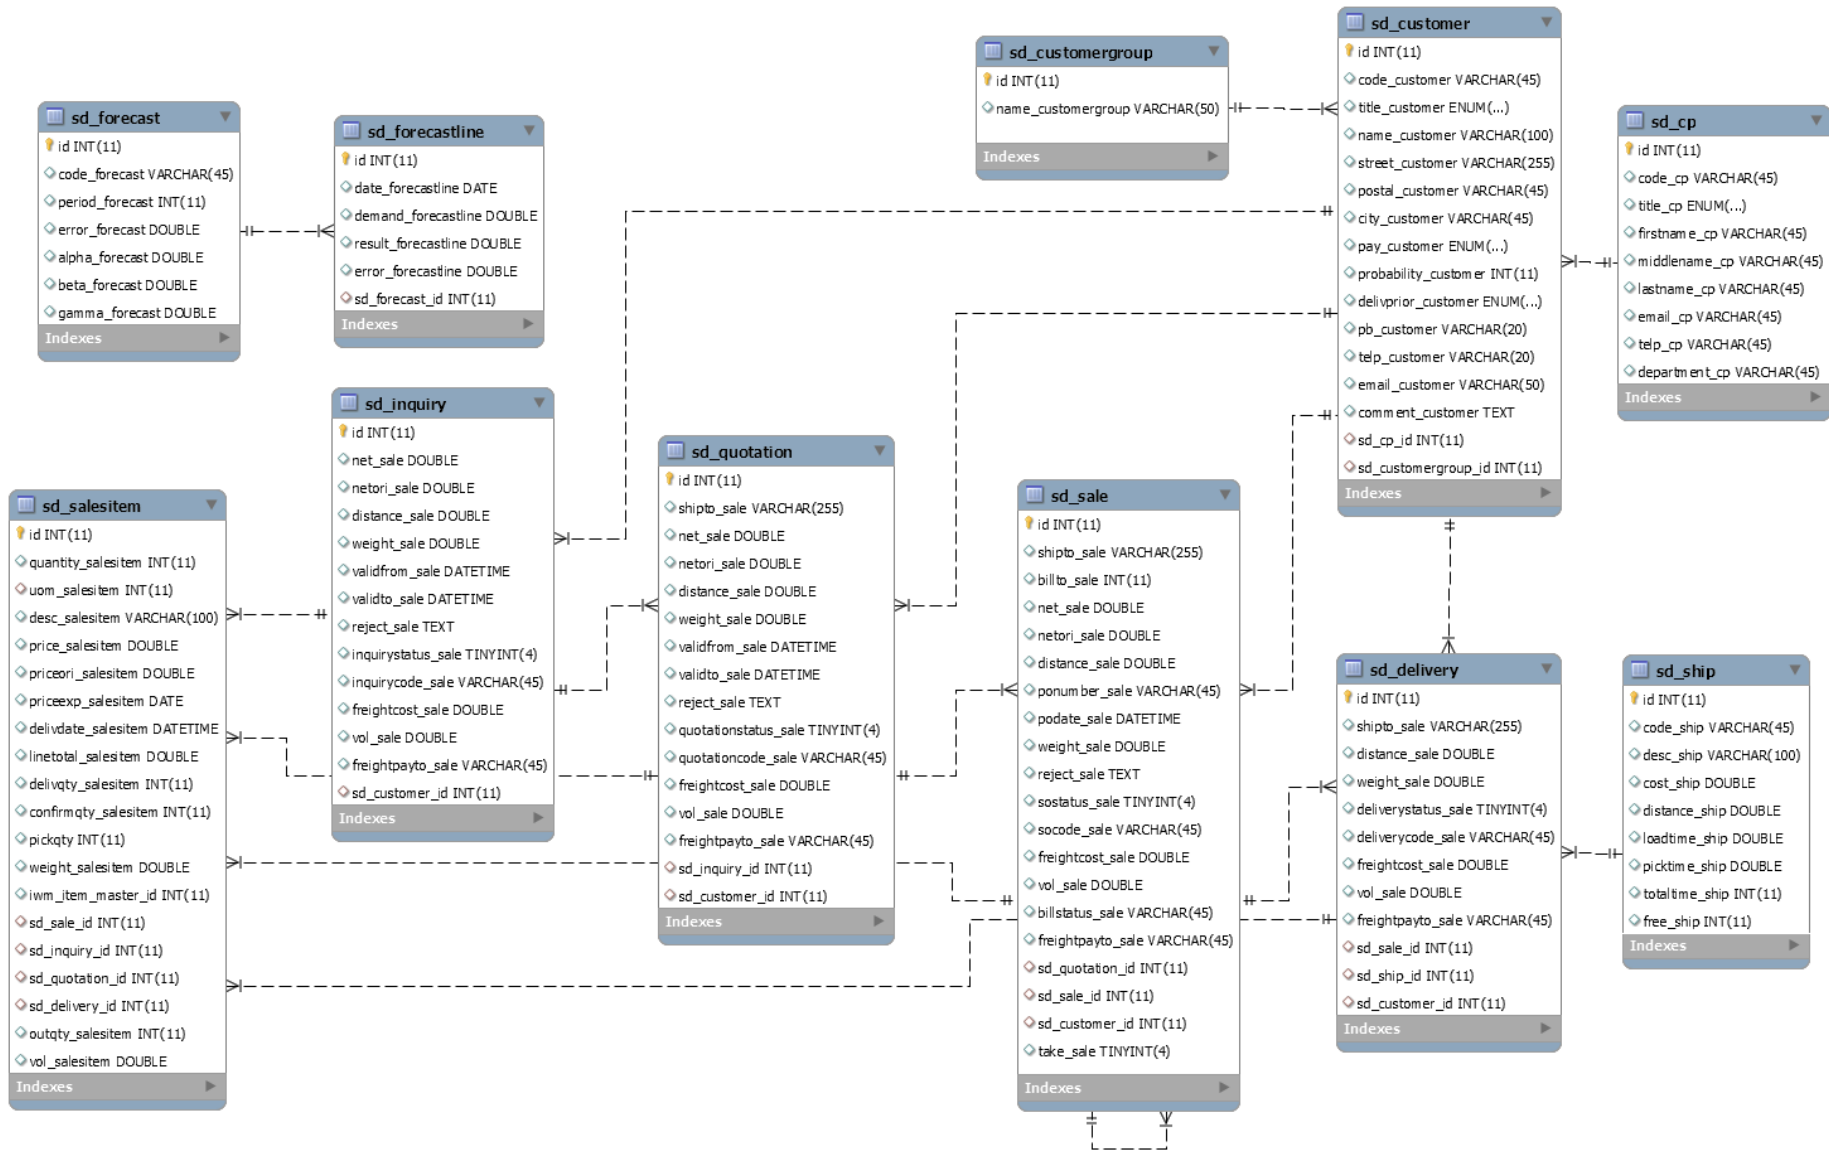 sd_forecast
id INT(11)
code_forecast VARCHAR(45)
period_forecast INT(11)
error_forecast DOUBLE
alpha_forecast DOUBLE
beta_forecast DOUBLE
gamma_forecast DOUBLE
Indexes
sd_forecastline
id INT(11)
date_forecastline DATE
demand_forecastline DOUBLE
result_forecastline DOUBLE
error_forecastline DOUBLE
sd_forecast_id INT(11)
Indexes
sd_customergroup
id INT(11)
name_customergroup VARCHAR(50)
Indexes
sd_customer
id INT(11)
code_customer VARCHAR(45)
title_customer ENUM(...)
name_customer VARCHAR(100)
street_customer VARCHAR(255)
postal_customer VARCHAR(45)
city_customer VARCHAR(45)
pay_customer ENUM(...)
probability_customer INT(11)
delivprior_customer ENUM(...)
pb_customer VARCHAR(20)
telp_customer VARCHAR(20)
email_customer VARCHAR(50)
comment_customer TEXT
sd_cp_id INT(11)
sd_customergroup_id INT(11)
Indexes
sd_cp
id INT(11)
code_cp VARCHAR(45)
title_cp ENUM(...)
firstname_cp VARCHAR(45)
middlename_cp VARCHAR(45)
lastname_cp VARCHAR(45)
email_cp VARCHAR(45)
telp_cp VARCHAR(45)
department_cp VARCHAR(45)
Indexes
sd_salesitem
id INT(11)
quantity_salesitem INT(11)
uom_salesitem INT(11)
desc_salesitem VARCHAR(100)
price_salesitem DOUBLE
priceori_salesitem DOUBLE
priceexp_salesitem DATE
delivdate_salesitem DATETIME
linetotal_salesitem DOUBLE
delivqty_salesitem INT(11)
confirmqty_salesitem INT(11)
pickqty INT(11)
weight_salesitem DOUBLE
iwm_item_master_id INT(11)
sd_sale_id INT(11)
sd_inquiry_id INT(11)
sd_quotation_id INT(11)
sd_delivery_id INT(11)
outqty_salesitem INT(11)
vol_salesitem DOUBLE
Indexes
sd_inquiry
id INT(11)
net_sale DOUBLE
netori_sale DOUBLE
distance_sale DOUBLE
weight_sale DOUBLE
validfrom_sale DATETIME
validto_sale DATETIME
reject_sale TEXT
inquirystatus_sale TINYINT(4)
inquirycode_sale VARCHAR(45)
freightcost_sale DOUBLE
vol_sale DOUBLE
freightpayto_sale VARCHAR(45)
sd_customer_id INT(11)
Indexes
sd_quotation
id INT(11)
shipto_sale VARCHAR(255)
net_sale DOUBLE
netori_sale DOUBLE
distance_sale DOUBLE
weight_sale DOUBLE
validfrom_sale DATETIME
validto_sale DATETIME
reject_sale TEXT
quotationstatus_sale TINYINT(4)
quotationcode_sale VARCHAR(45)
freightcost_sale DOUBLE
vol_sale DOUBLE
freightpayto_sale VARCHAR(45)
sd_inquiry_id INT(11)
sd_customer_id INT(11)
Indexes
sd_sale
id INT(11)
shipto_sale VARCHAR(255)
billto_sale INT(11)
net_sale DOUBLE
netori_sale DOUBLE
distance_sale DOUBLE
ponumber_sale VARCHAR(45)
podate_sale DATETIME
weight_sale DOUBLE
reject_sale TEXT
sostatus_sale TINYINT(4)
socode_sale VARCHAR(45)
freightcost_sale DOUBLE
vol_sale DOUBLE
billstatus_sale VARCHAR(45)
freightpayto_sale VARCHAR(45)
sd_quotation_id INT(11)
sd_sale_id INT(11)
sd_customer_id INT(11)
take_sale TINYINT(4)
Indexes
sd_delivery
id INT(11)
shipto_sale VARCHAR(255)
distance_sale DOUBLE
weight_sale DOUBLE
deliverystatus_sale TINYINT(4)
deliverycode_sale VARCHAR(45)
freightcost_sale DOUBLE
vol_sale DOUBLE
freightpayto_sale VARCHAR(45)
sd_sale_id INT(11)
sd_ship_id INT(11)
sd_customer_id INT(11)
Indexes
sd_ship
id INT(11)
code_ship VARCHAR(45)
desc_ship VARCHAR(100)
cost_ship DOUBLE
distance_ship DOUBLE
loadtime_ship DOUBLE
picktime_ship DOUBLE
totaltime_ship INT(11)
free_ship INT(11)
Indexes